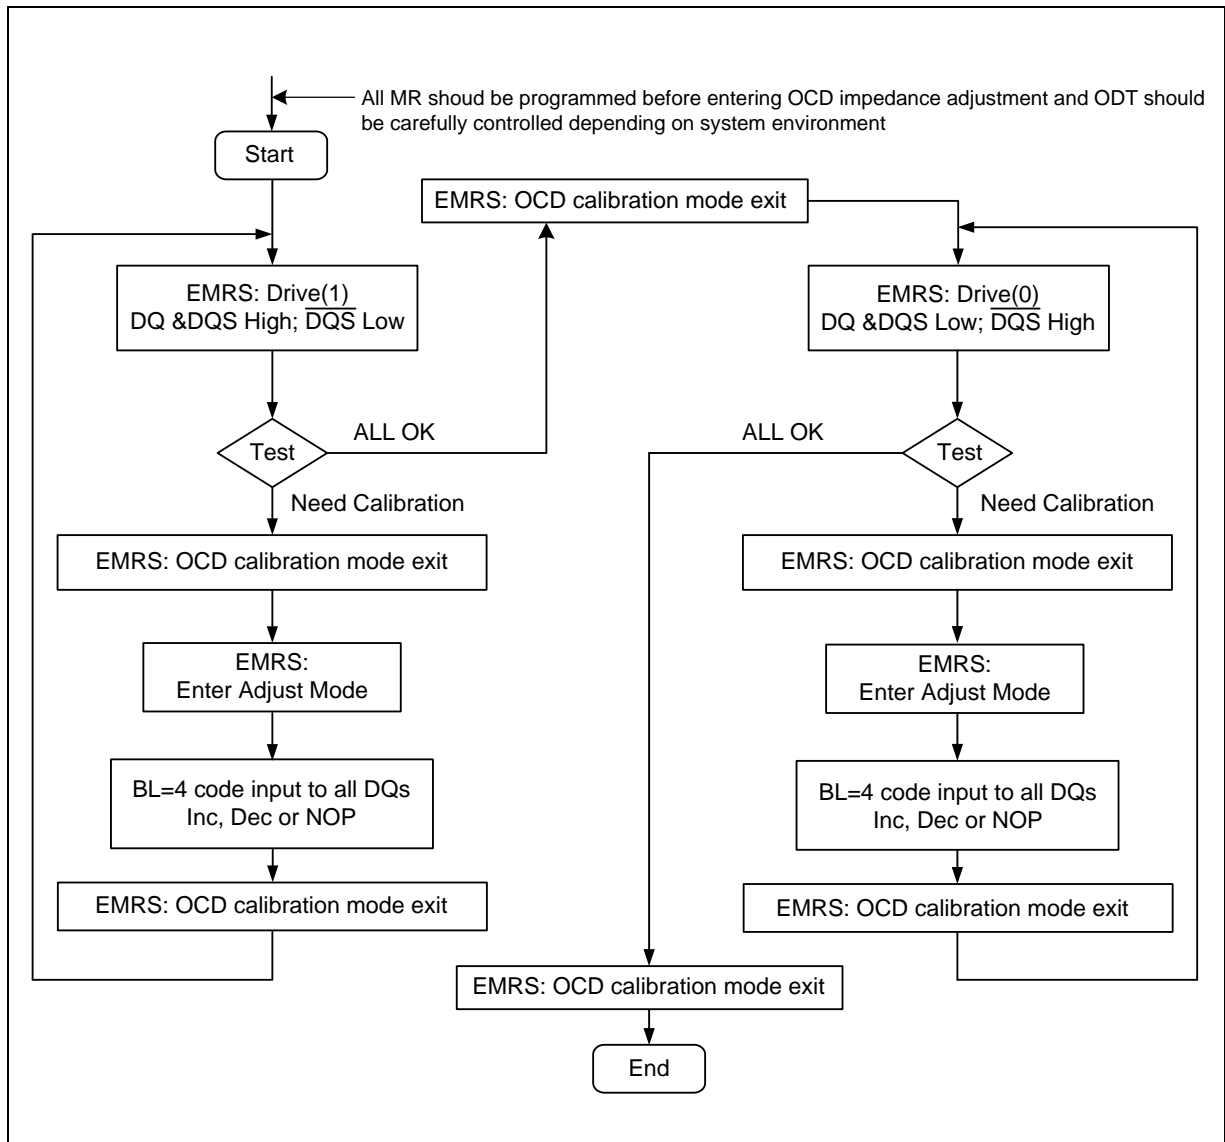 All MR shoud be programmed before entering OCD impedance adjustment and ODT should
be carefully controlled depending on system environment
Start
EMRS: OCD calibration mode exit
EMRS: Drive(1)
DQ &DQS High; D̅Q̅S̅ Low
Test
ALL OK
Need Calibration
EMRS: OCD calibration mode exit
EMRS:
Enter Adjust Mode
BL=4 code input to all DQs
Inc, Dec or NOP
EMRS: OCD calibration mode exit
EMRS: Drive(0)
DQ &DQS Low; D̅Q̅S̅ High
ALL OK
Test
Need Calibration
EMRS: OCD calibration mode exit
EMRS:
Enter Adjust Mode
BL=4 code input to all DQs
Inc, Dec or NOP
EMRS: OCD calibration mode exit
EMRS: OCD calibration mode exit
End